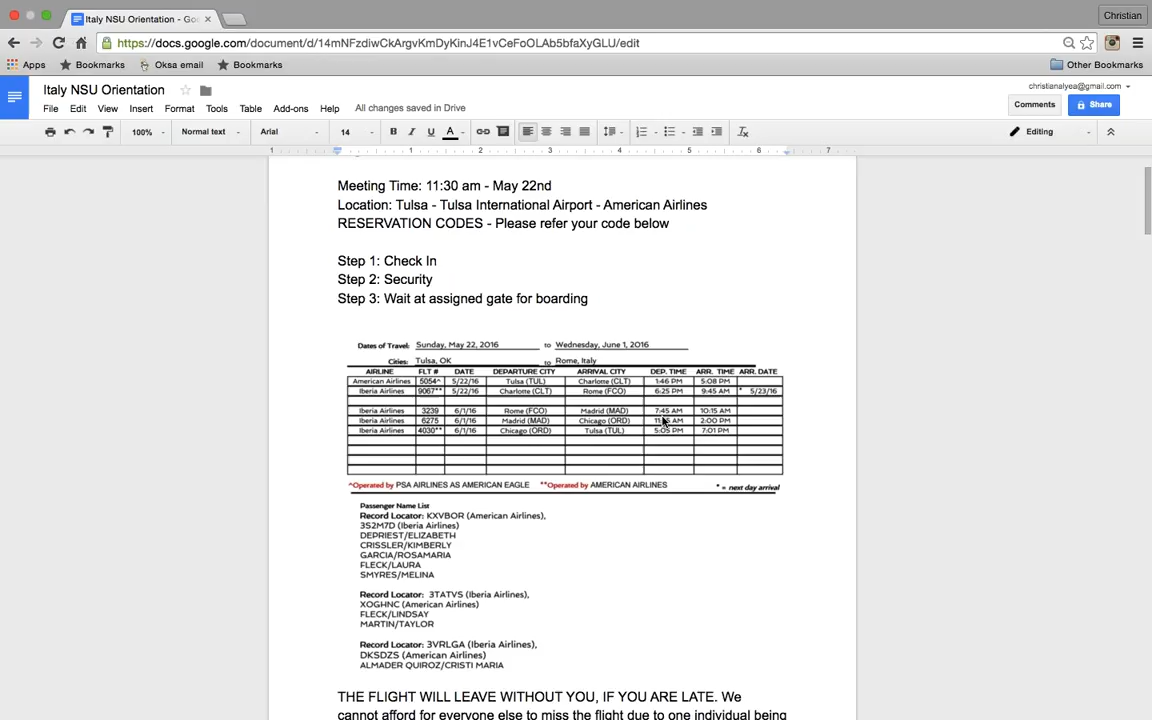 Italy NSU Orientation - Go
Christian
https://docs.google.com/document/d/14mNFzdiwCkArgvKmDyKinJ4E1vCeFoOLAb5bfaXyGLU/edit
Apps Bookmarks Oksa email Bookmarks Other Bookmarks
christianalyea@gmail.com
Italy NSU Orientation
File Edit View Insert Format Tools Table Add-ons Help All changes saved in Drive
Comments Share
100% Normal text Arial 14 B I U A Editing
1 1 2 3 4 5 6 7
Meeting Time: 11:30 am - May 22nd
Location: Tulsa - Tulsa International Airport - American Airlines
RESERVATION CODES - Please refer your code below
Step 1: Check In
Step 2: Security
Step 3: Wait at assigned gate for boarding
Dates of Travel: Sunday, May 22, 2016 to Wednesday, June 1, 2016
Cities: Tulsa, OK to Rome, Italy
AIRLINE FLT # DATE DEPARTURE CITY ARRIVAL CITY DEP. TIME ARR. TIME ARR. DATE
American Airlines 5054^ 5/22/16 Tulsa (TUL) Charlotte (CLT) 1:46 PM 5:08 PM
Iberia Airlines 9067** 5/22/16 Charlotte (CLT) Rome (FCO) 6:25 PM 9:45 AM * 5/23/16
Iberia Airlines 3239 6/1/16 Rome (FCO) Madrid (MAD) 7:45 AM 10:15 AM
Iberia Airlines 6275 6/1/16 Madrid (MAD) Chicago (ORD) AM 2:00 PM
Iberia Airlines 4030** 6/1/16 Chicago (ORD) Tulsa (TUL) 5:05 PM 7:01 PM
^Operated by PSA AIRLINES AS AMERICAN EAGLE **Operated by AMERICAN AIRLINES * = next day arrival
Passenger Name List
Record Locator: KXVBOR (American Airlines),
3S2M7D (Iberia Airlines)
DEPRIEST/ELIZABETH
CRISSLER/KIMBERLY
GARCIA/ROSAMARIA
FLECK/LAURA
SMYRES/MELINA
Record Locator: 3TATVS (Iberia Airlines),
XOGHNC (American Airlines)
FLECK/LINDSAY
MARTIN/TAYLOR
Record Locator: 3VRLGA (Iberia Airlines),
DKSDZS (American Airlines)
ALMADER QUIROZ/CRISTI MARIA
THE FLIGHT WILL LEAVE WITHOUT YOU, IF YOU ARE LATE. We
cannot afford for everyone else to miss the flight due to one individual being